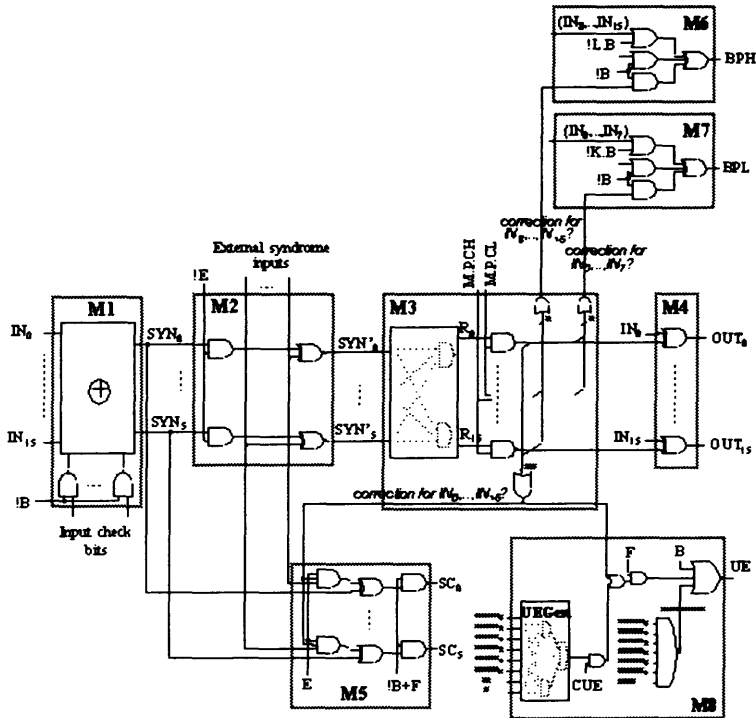 (IN8,...,IN15)
M6
!L.B
!B
BPH
(IN0,...,IN7)
M7
!K.B
!B
BPL
correction for
IN8,...,IN15?
correction for
IN0,...,IN7?
External syndrome
inputs
...
!E
M.P.CH
M.P.CL
M1
M2
M3
M4
IN0
SYN0
SYN'0
R0
IN0
OUT0
IN15
SYN5
SYN'5
R15
IN15
OUT15
!B
...
Input check
bits
correction for IN0,...,IN15?
SC0
SC5
E
!B+F
M5
F
B
UE
UEGen
CUE
M8